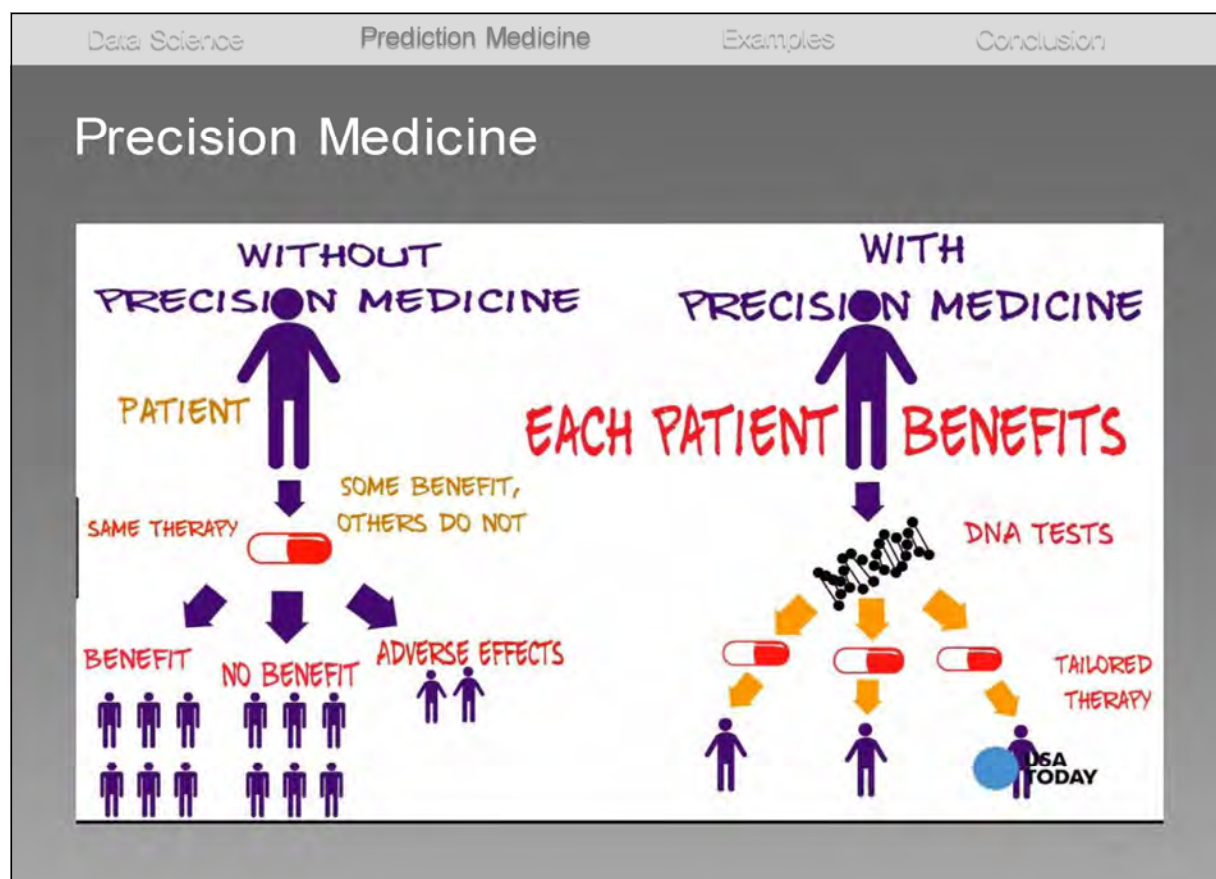 Data Science
Prediction Medicine
Examples
Conclusion
Precision Medicine
WITHOUT
PRECISION MEDICINE
PATIENT
SAME THERAPY
SOME BENEFIT,
OTHERS DO NOT
BENEFIT
NO BENEFIT
ADVERSE EFFECTS
WITH
PRECISION MEDICINE
EACH PATIENT BENEFITS
DNA TESTS
TAILORED
THERAPY
USA
TODAY